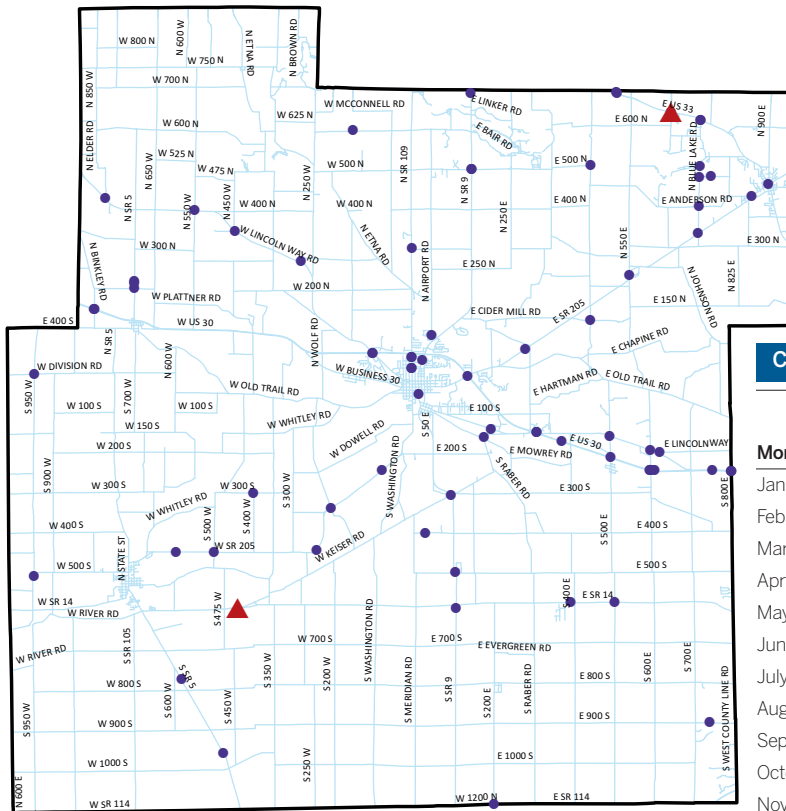 W 800 N
N 600 W
W 750 N
N ETNA RD
N BROWN RD
N 850 W
W 700 N
W MCCONNELL RD
E LINKER RD
E US 33
N 900 E
W 600 N
W 625 N
E BAIR RD
E 600 N
N ELDER RD
N 650 W
W 525 N
W 475 N
N 250 W
W 500 N
N SR 109
N SR 9
E 500 N
N BLUE LAKE RD
N SR 5
N 550 W
N 450 W
W 400 N
W 400 N
N 250 E
E 400 N
E ANDERSON RD
W 300 N
W LINCOLN WAY RD
N ETNA RD
N AIRPORT RD
N 550 E
E 300 N
N BINKLEY RD
W 200 N
E 250 N
N JOHNSON RD
N 825 E
W PLATTNER RD
E 150 N
E 400 S
W US 30
E CIDER MILL RD
E SR 205
N SR 5
N 600 W
N WOLF RD
E CHAPINE RD
W DIVISION RD
W BUSINESS 30
C
S 950 W
S 700 W
W OLD TRAIL RD
E HARTMAN RD
E OLD TRAIL RD
W 100 S
W 100 S
W 150 S
W WHITLEY RD
S 50 E
E 100 S
W DOWELL RD
W 200 S
E 200 S
E MOWREY RD
E US 30
E LINCOLNWAY
S 900 W
S WASHINGTON RD
S RABER RD
Mor
W 300 S
W 300 S
S 300 W
E 300 S
S 800 E
Jan
W WHITLEY RD
S 500 W
S 400 W
S 500 E
Feb
W 400 S
W SR 205
W KEISER RD
E 400 S
Mar
N STATE ST
W 500 S
E 500 S
Apr
W SR 14
S 475 W
S 400 E
E SR 14
May
W RIVER RD
W RIVER RD
S SR 105
S WASHINGTON RD
W 700 S
E 700 S
E EVERGREEN RD
Jun
S 350 W
S 200 W
S MERIDIAN RD
S SR 9
S 600 E
S 700 E
W 800 S
S SR 5
S 200 E
S RABER RD
E 800 S
July
S 950 W
S 600 W
S 450 W
W 900 S
E 900 S
S WEST COUNTY LINE RD
Aug
Sep
W 1000 S
S 250 W
E 1000 S
Oct
N 600 E
W SR 114
W 1200 N
E SR 114
Nov